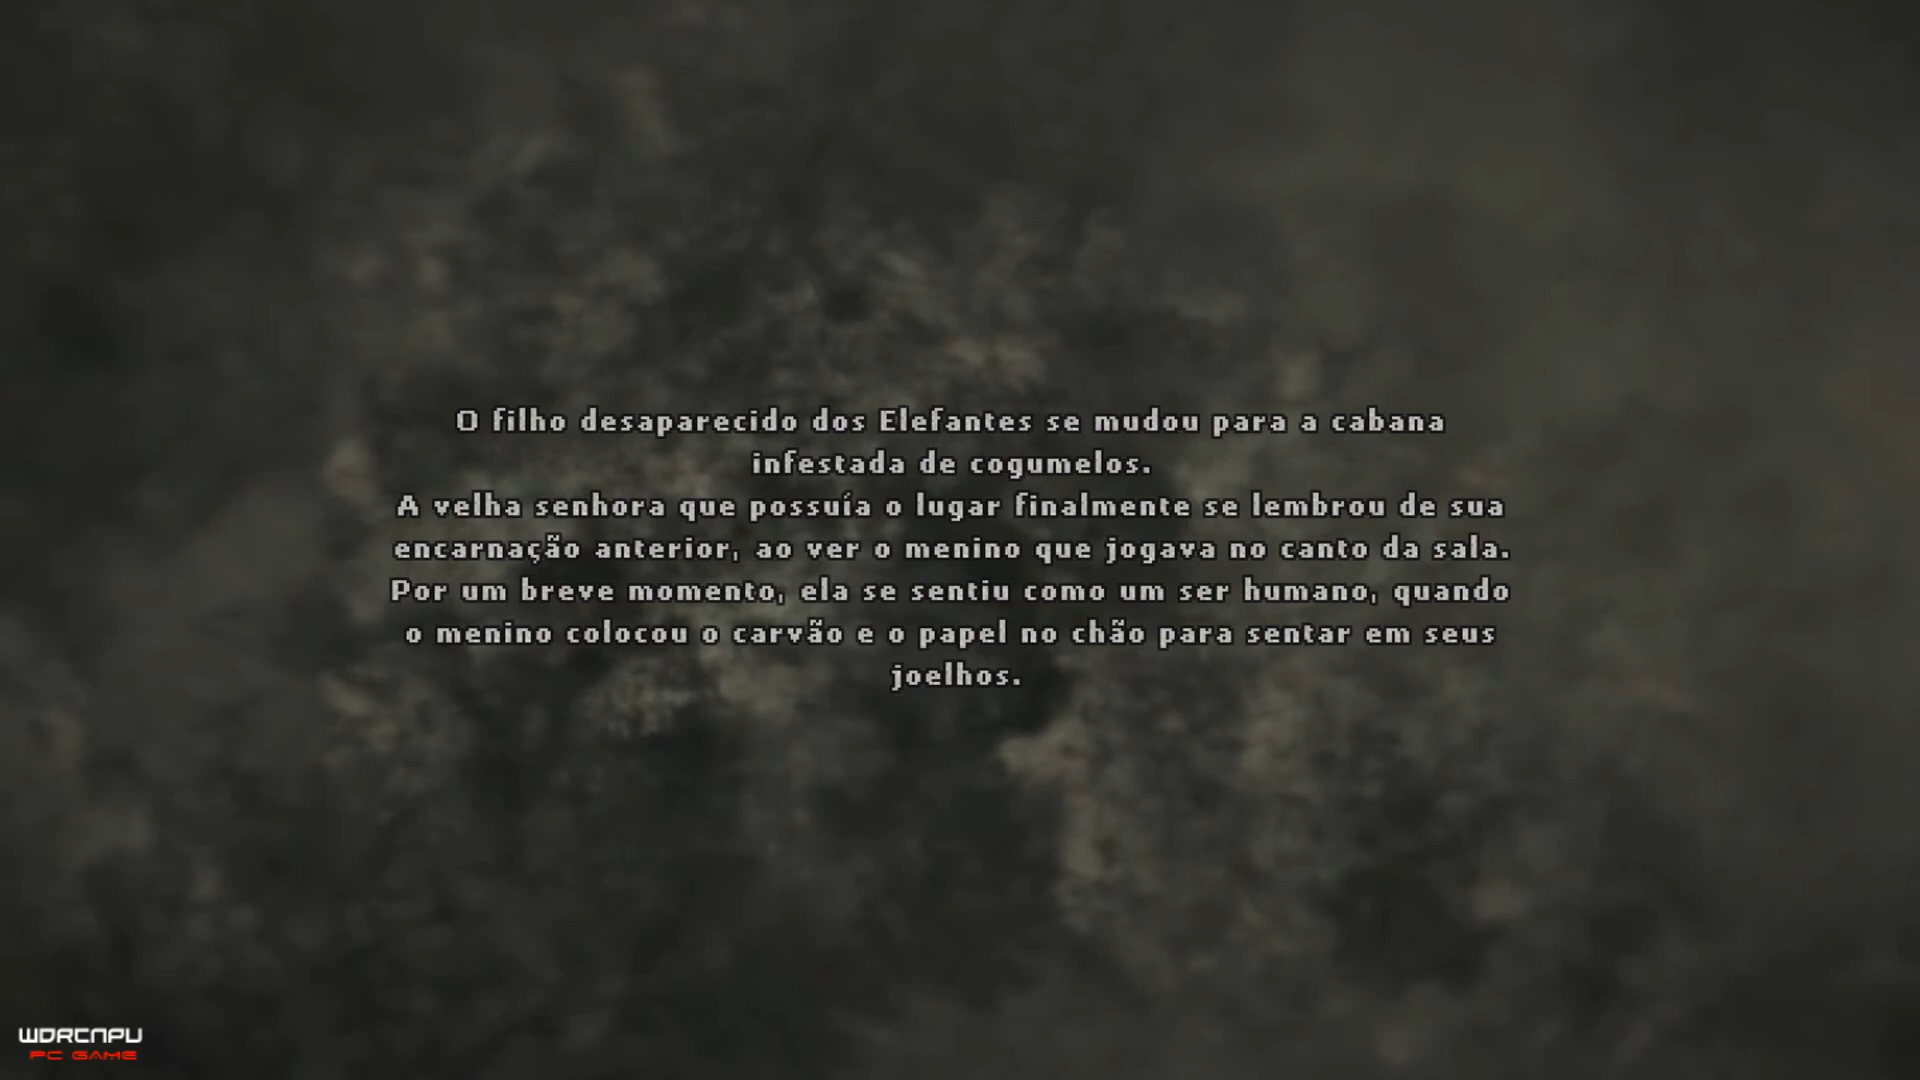 O filho desaparecido dos Elefantes se mudou para a cabana
infestada de cogumelos.
A velha senhora que possuía o lugar finalmente se lembrou de sua
encarnação anterior, ao ver o menino que jogava no canto da sala.
Por um breve momento, ela se sentiu como um ser humano, quando
o menino colocou o carvão e o papel no chão para sentar em seus
joelhos.
WDRCNPU
PC GAME